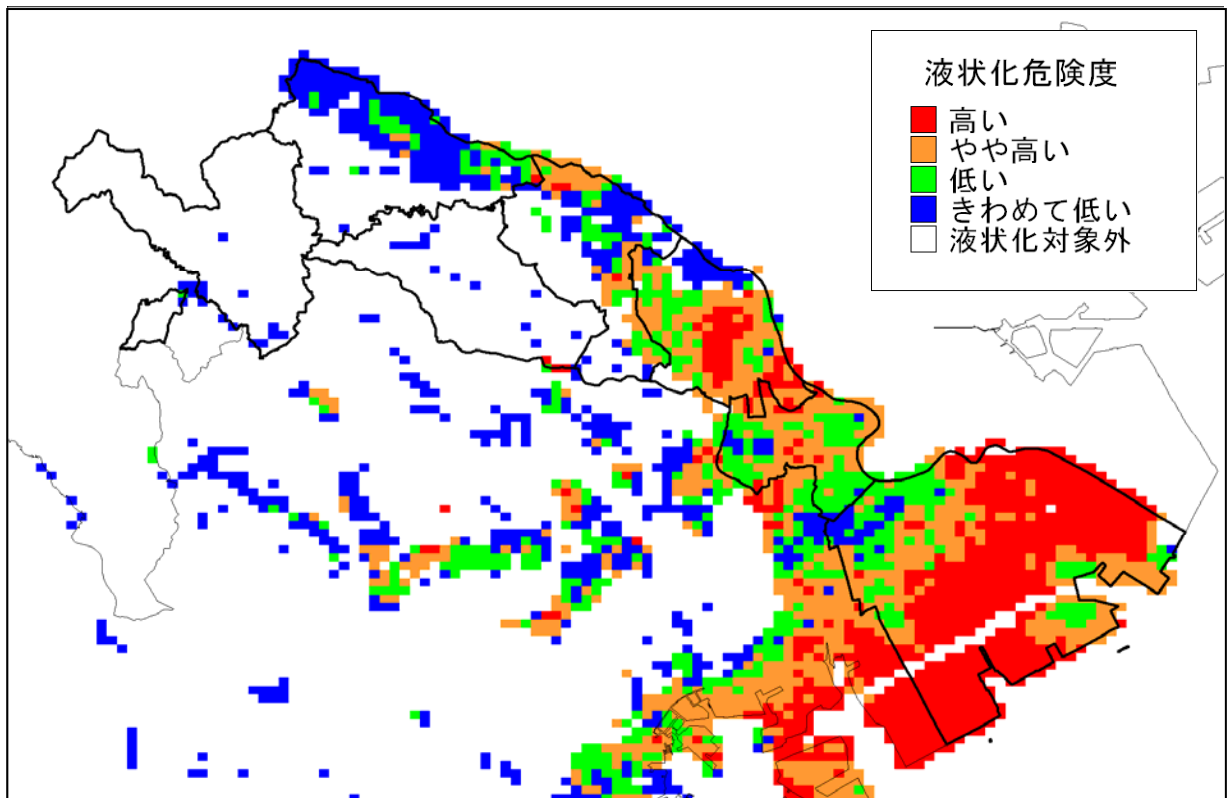 液状化危険度
高い
やや高い
低い
きわめて低い
液状化対象外